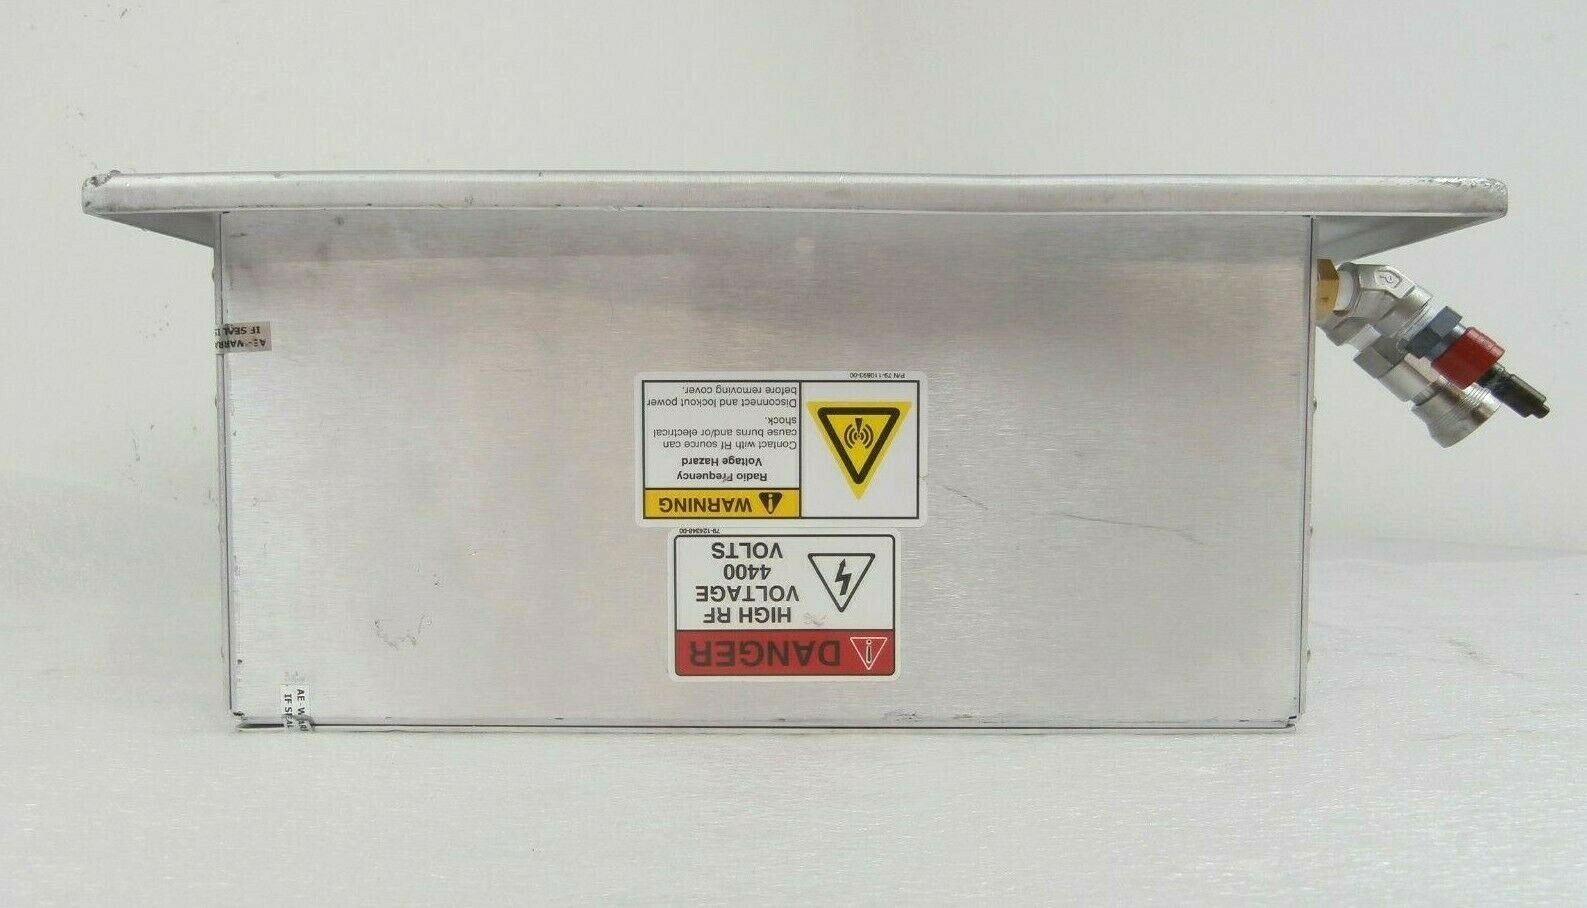 DANGER
HIGH RF
VOLTAGE
4400
VOLTS
79-124348-00
WARNING
Radio Frequency
Voltage Hazard
Contact with Rf source can
cause burns and/or electrical
shock.
Disconnect and lockout power
before removing cover.
P/N 79-110893-00
AE - WARRA
IF SEAL IS
AE - WAR
IF SEAL
P